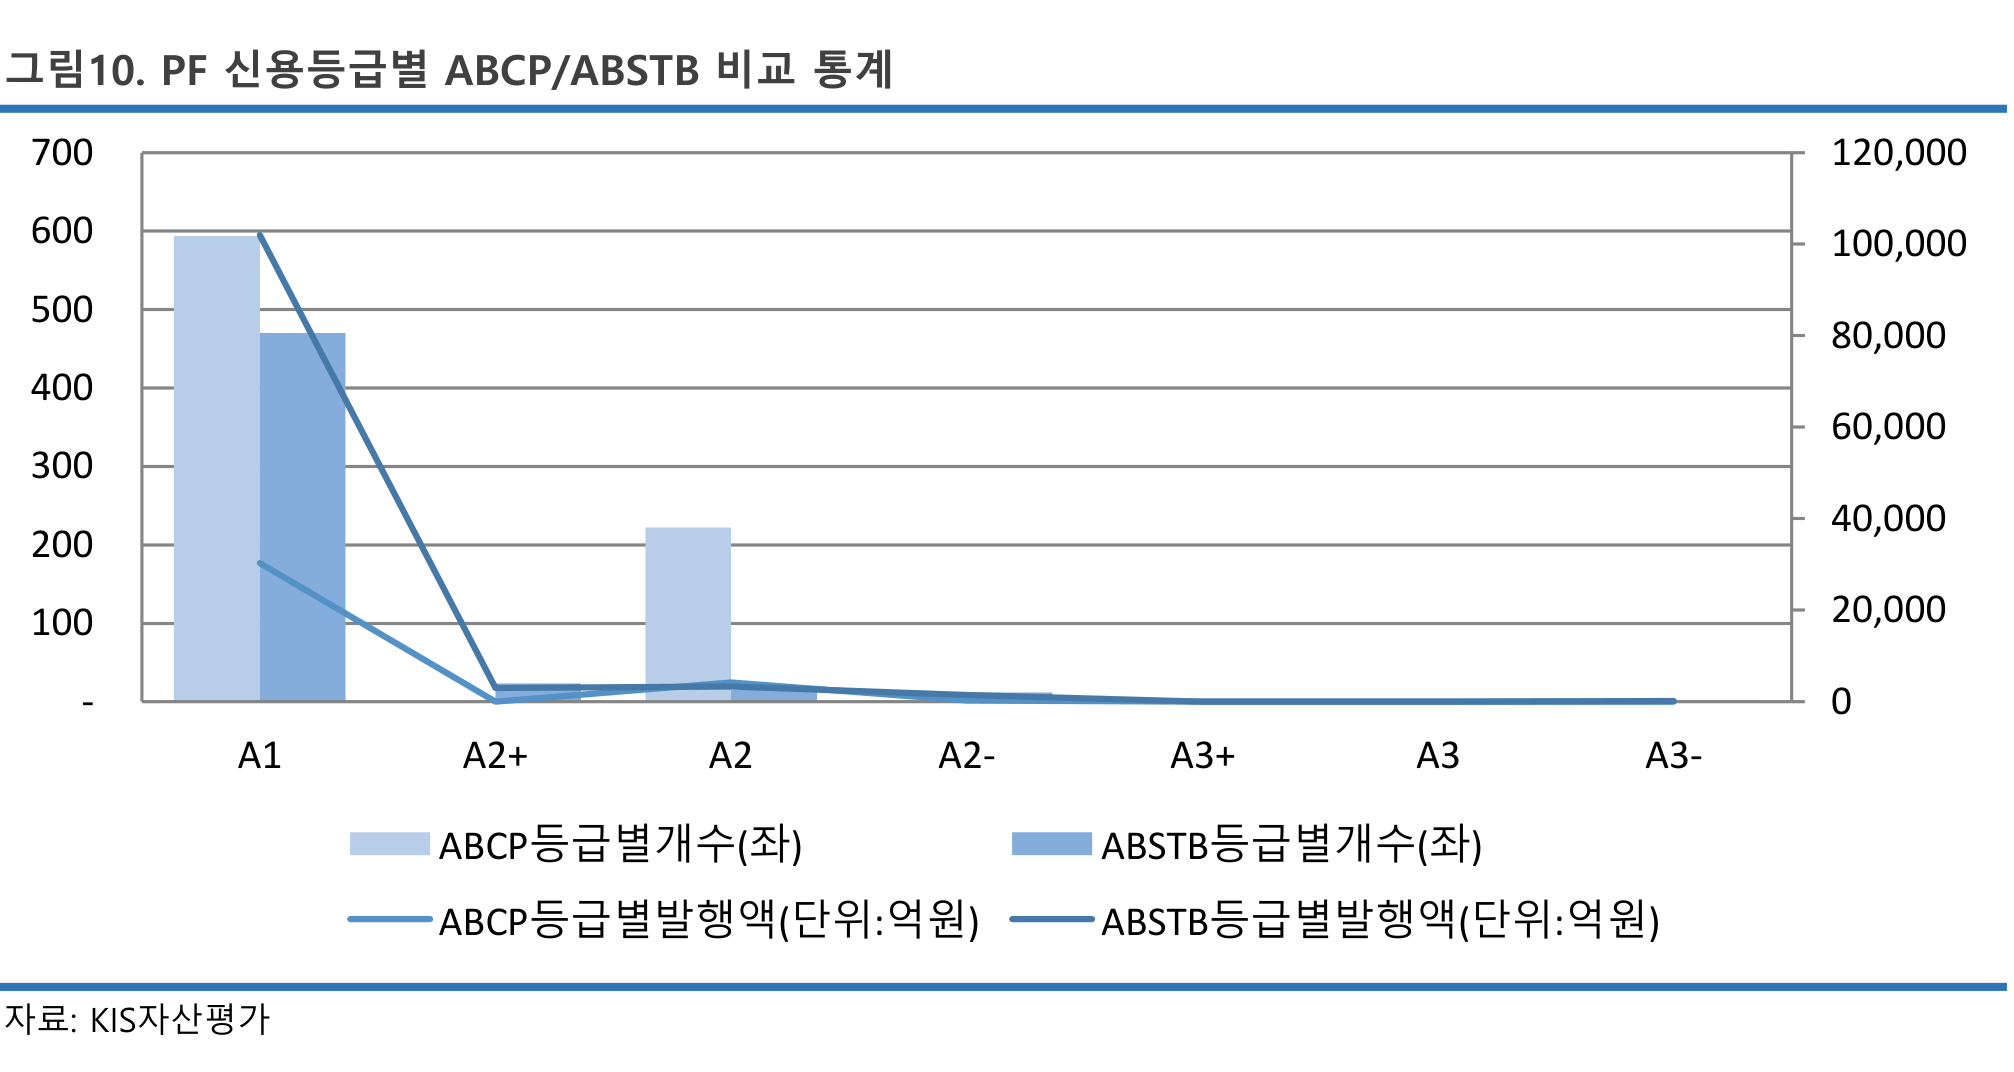 그림10. PF 신용등급별 ABCP/ABSTB 비교 통계
700 120,000
600 100,000
500 80,000
400 60,000
300 40,000
200 20,000
100 0
-
A1 A2+ A2 A2- A3+ A3 A3-
ABCP등급별개수(좌) ABSTB등급별개수(좌)
ABCP등급별발행액(단위:억원) ABSTB등급별발행액(단위:억원)
자료: KIS자산평가